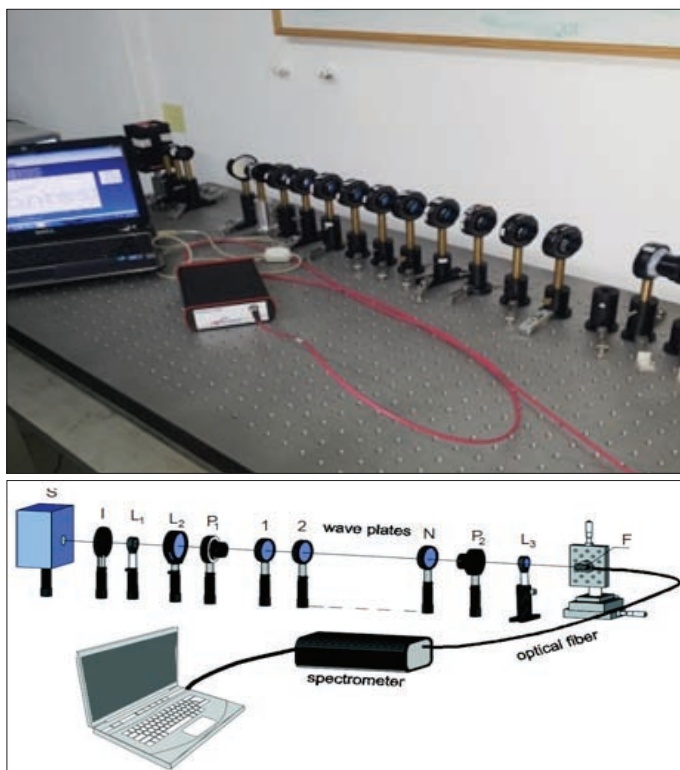 S
I L₁ L₂ P₁ 1 2 wave plates N P₂ L₃ F
optical fiber
spectrometer